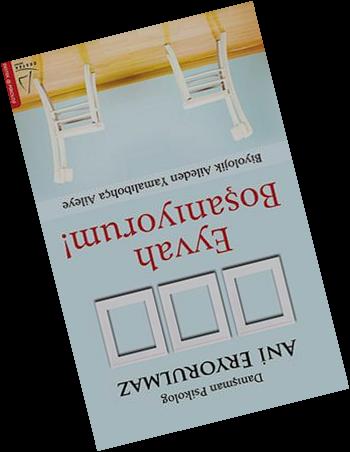 Danışman Psikolog
ANİ ERYORULMAZ
Eyvah
Boşanıyorum!
Biyolojik Aileden Yamalıbohça Aileye